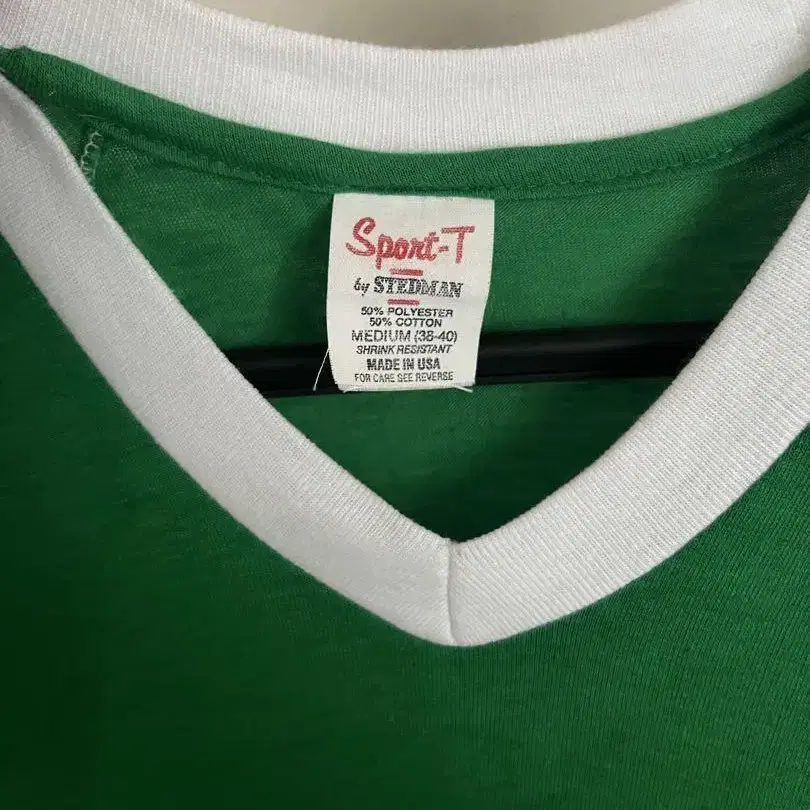 Sport-T
by STEDMAN
50% POLYESTER
50% COTTON
MEDIUM (38-40)
SHRINK RESISTANT
MADE IN USA
FOR CARE SEE REVERSE